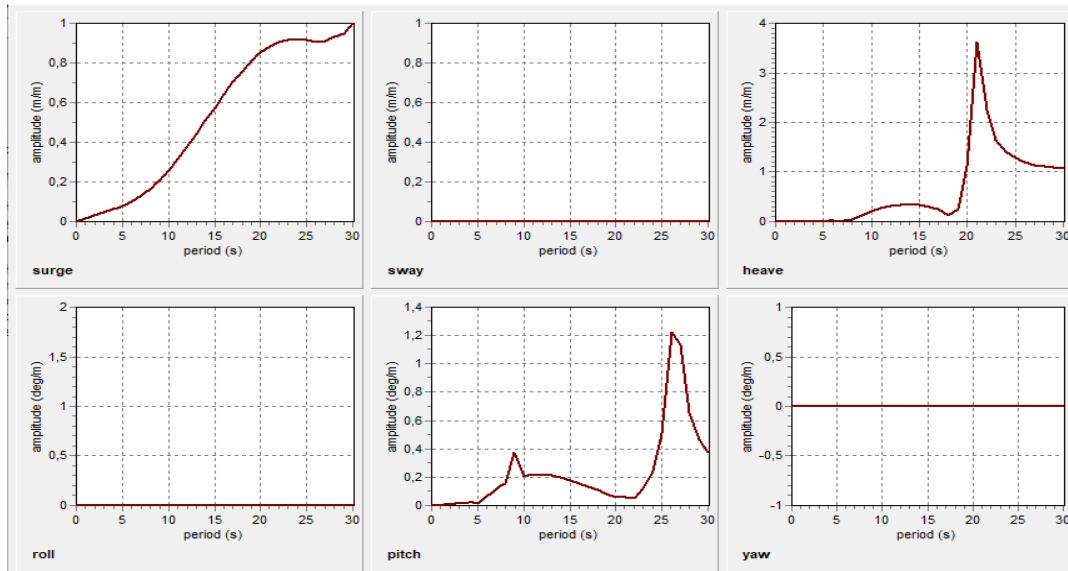 amplitude (m/m)
1
0,8
0,6
0,4
0,2
0
0 5 10 15 20 25 30
period (s)
surge
amplitude (m/m)
1
0,8
0,6
0,4
0,2
0
0 5 10 15 20 25 30
period (s)
sway
amplitude (m/m)
4
3
2
1
0
0 5 10 15 20 25 30
period (s)
heave
amplitude (deg/m)
2
1,5
1
0,5
0
0 5 10 15 20 25 30
period (s)
roll
amplitude (deg/m)
1,4
1,2
1
0,8
0,6
0,4
0,2
0
0 5 10 15 20 25 30
period (s)
pitch
amplitude (deg/m)
1
0,5
0
-0,5
-1
0 5 10 15 20 25 30
period (s)
yaw